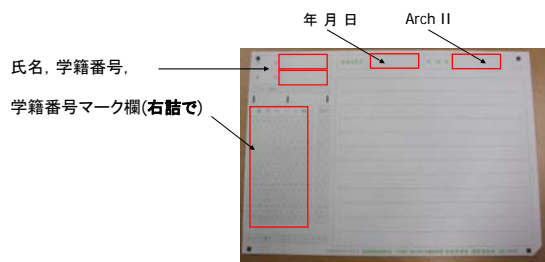 年 月 日
Arch II
氏名, 学籍番号,
学籍番号マーク欄(右詰で)